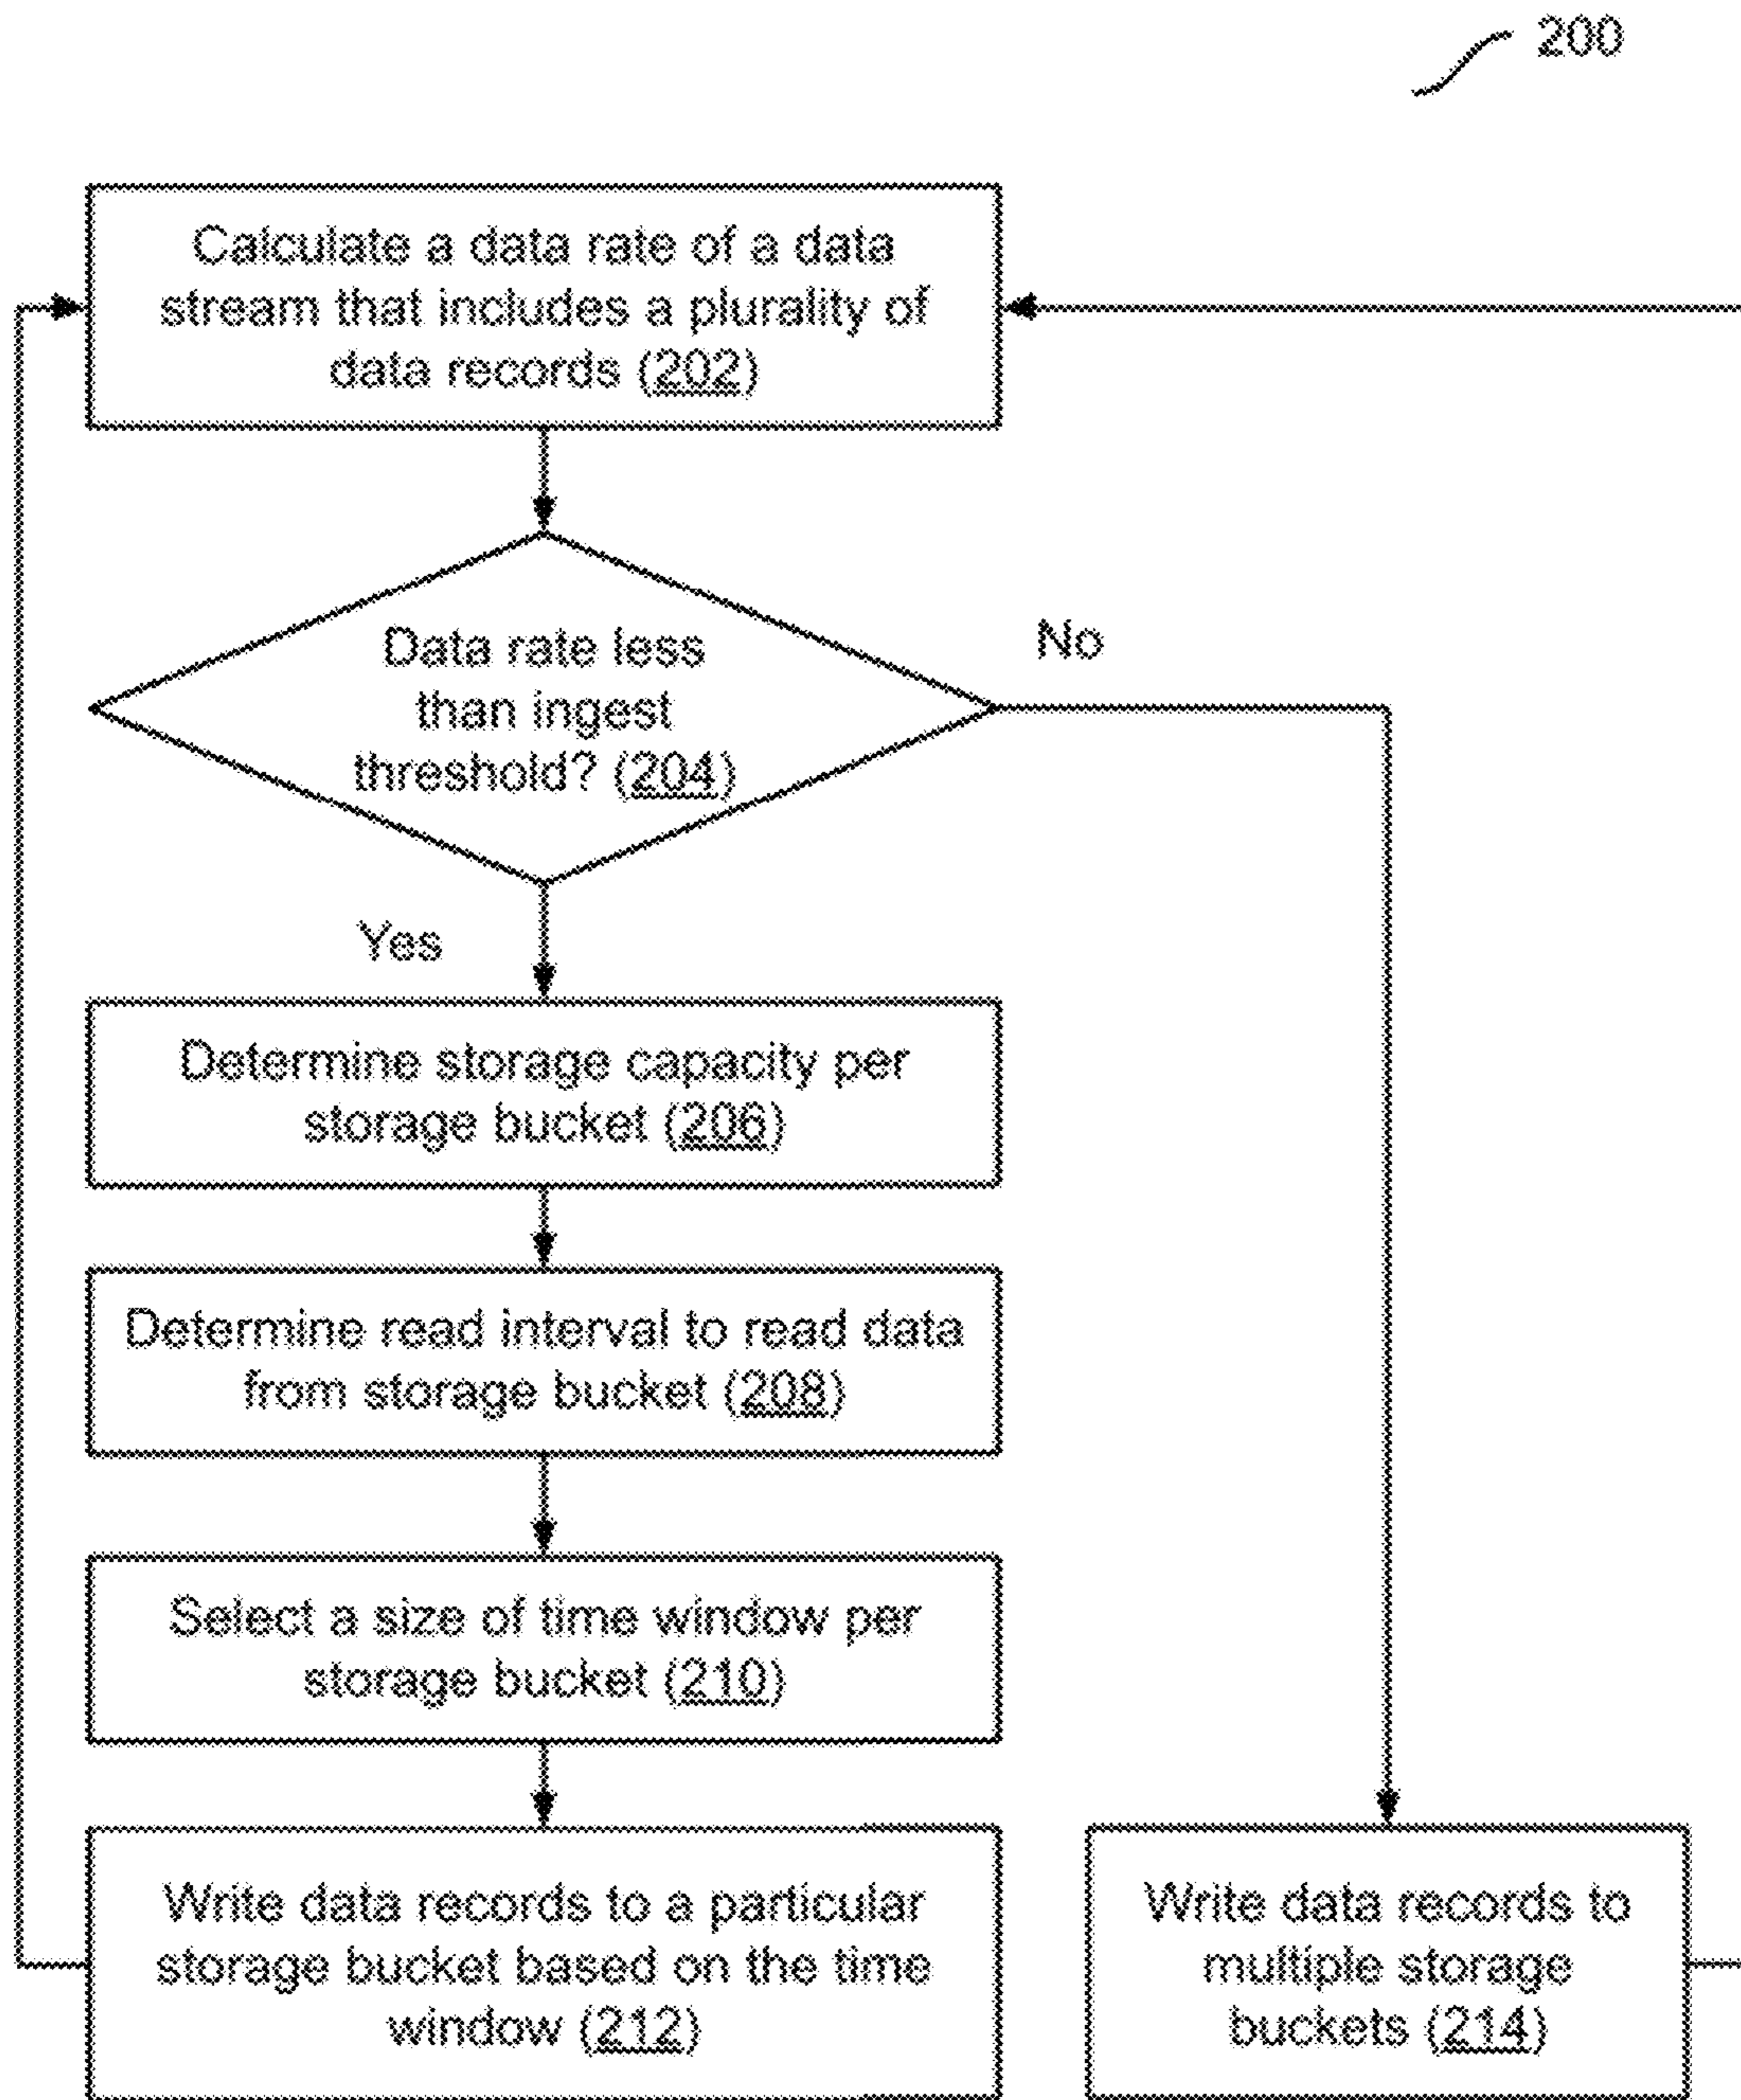 200
Calculate a data rate of a data
stream that includes a plurality of
data records (202)
Data rate less
than ingest
threshold? (204)
No
Yes
Determine storage capacity per
storage bucket (206)
Determine read interval to read data
from storage bucket (208)
Select a size of time window per
storage bucket (210)
Write data records to a particular
storage bucket based on the time
window (212)
Write data records to
multiple storage
buckets (214)